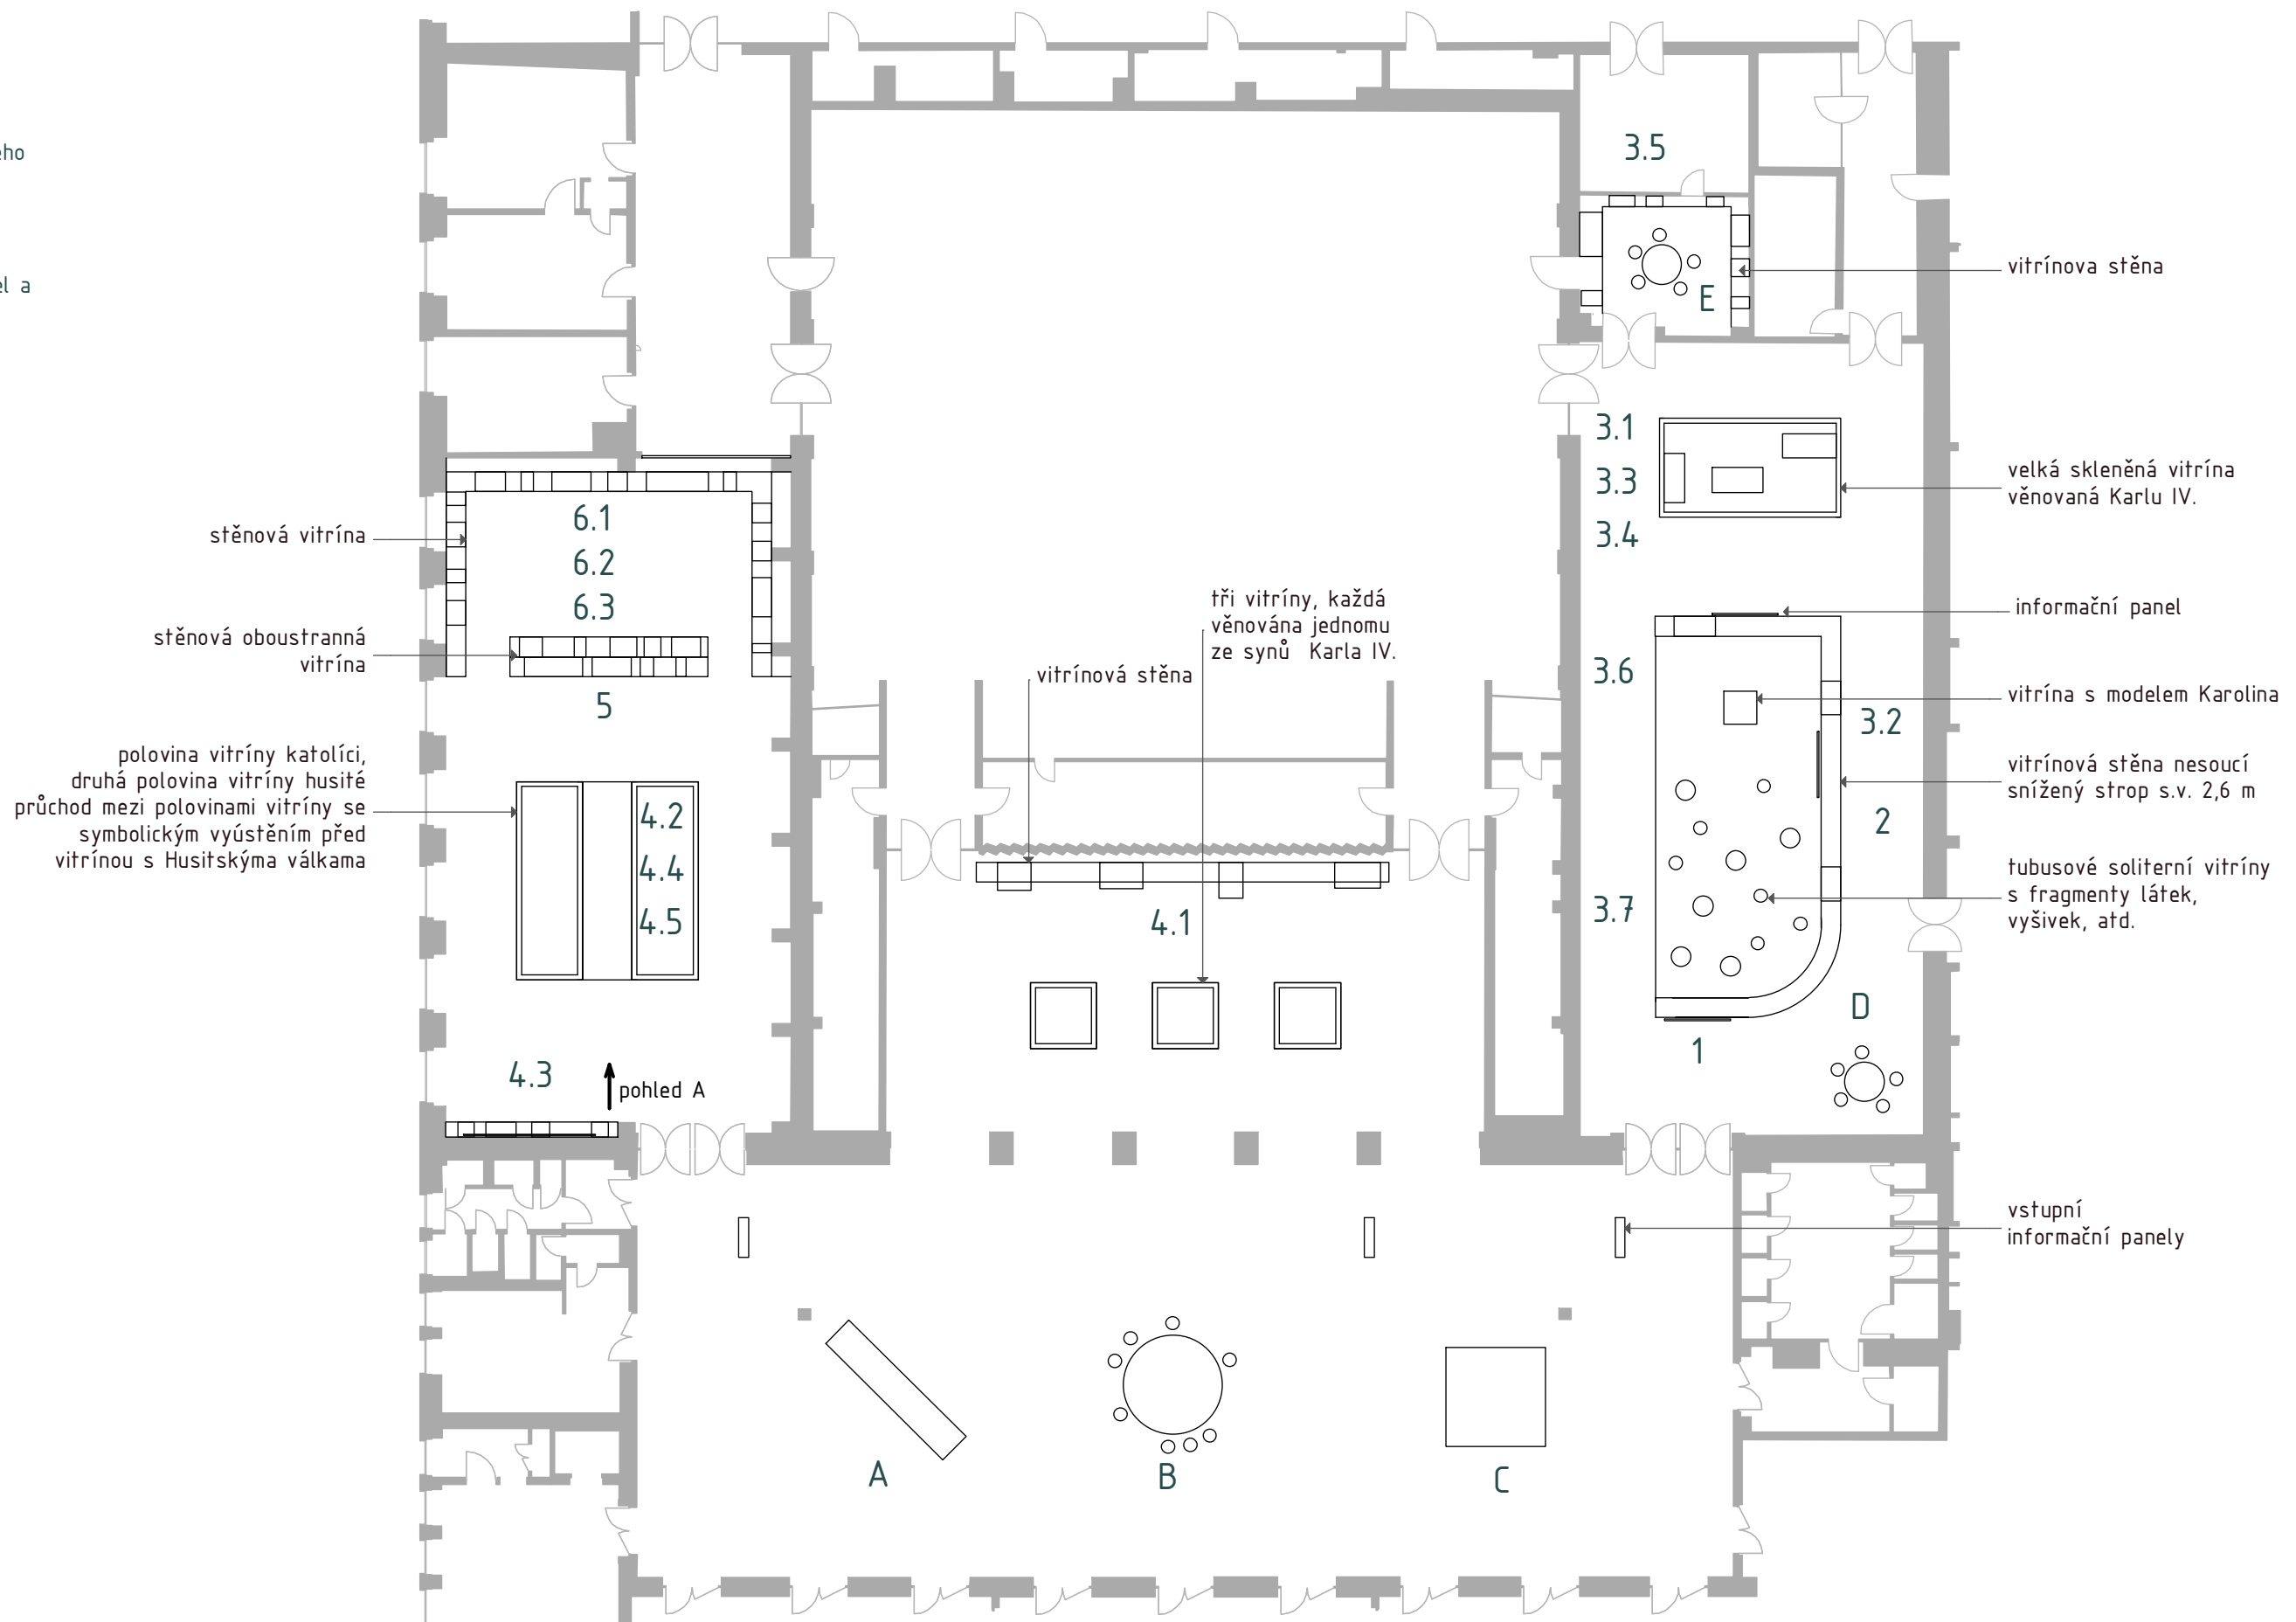 ého
el a
3.5
E
vitrínova stěna
3.1
3.3
3.4
velká skleněná vitrína
věnovaná Karlu IV.
stěnová vitrína
6.1
6.2
6.3
stěnová oboustranná
vitrína
5
tři vitríny, každá
věnována jednomu
ze synů Karla IV.
vitrínová stěna
informační panel
3.6
vitrína s modelem Karolina
3.2
vitrínová stěna nesoucí
snížený strop s.v. 2,6 m
2
tubusové soliterní vitríny
s fragmenty látek,
vyšivek, atd.
3.7
polovina vitríny katolíci,
druhá polovina vitríny husité
průchod mezi polovinami vitríny se
symbolickým vyústěním před
vitrínou s Husitskýma válkama
4.2
4.4
4.5
4.1
D
1
4.3
pohled A
vstupní
informační panely
A
B
C